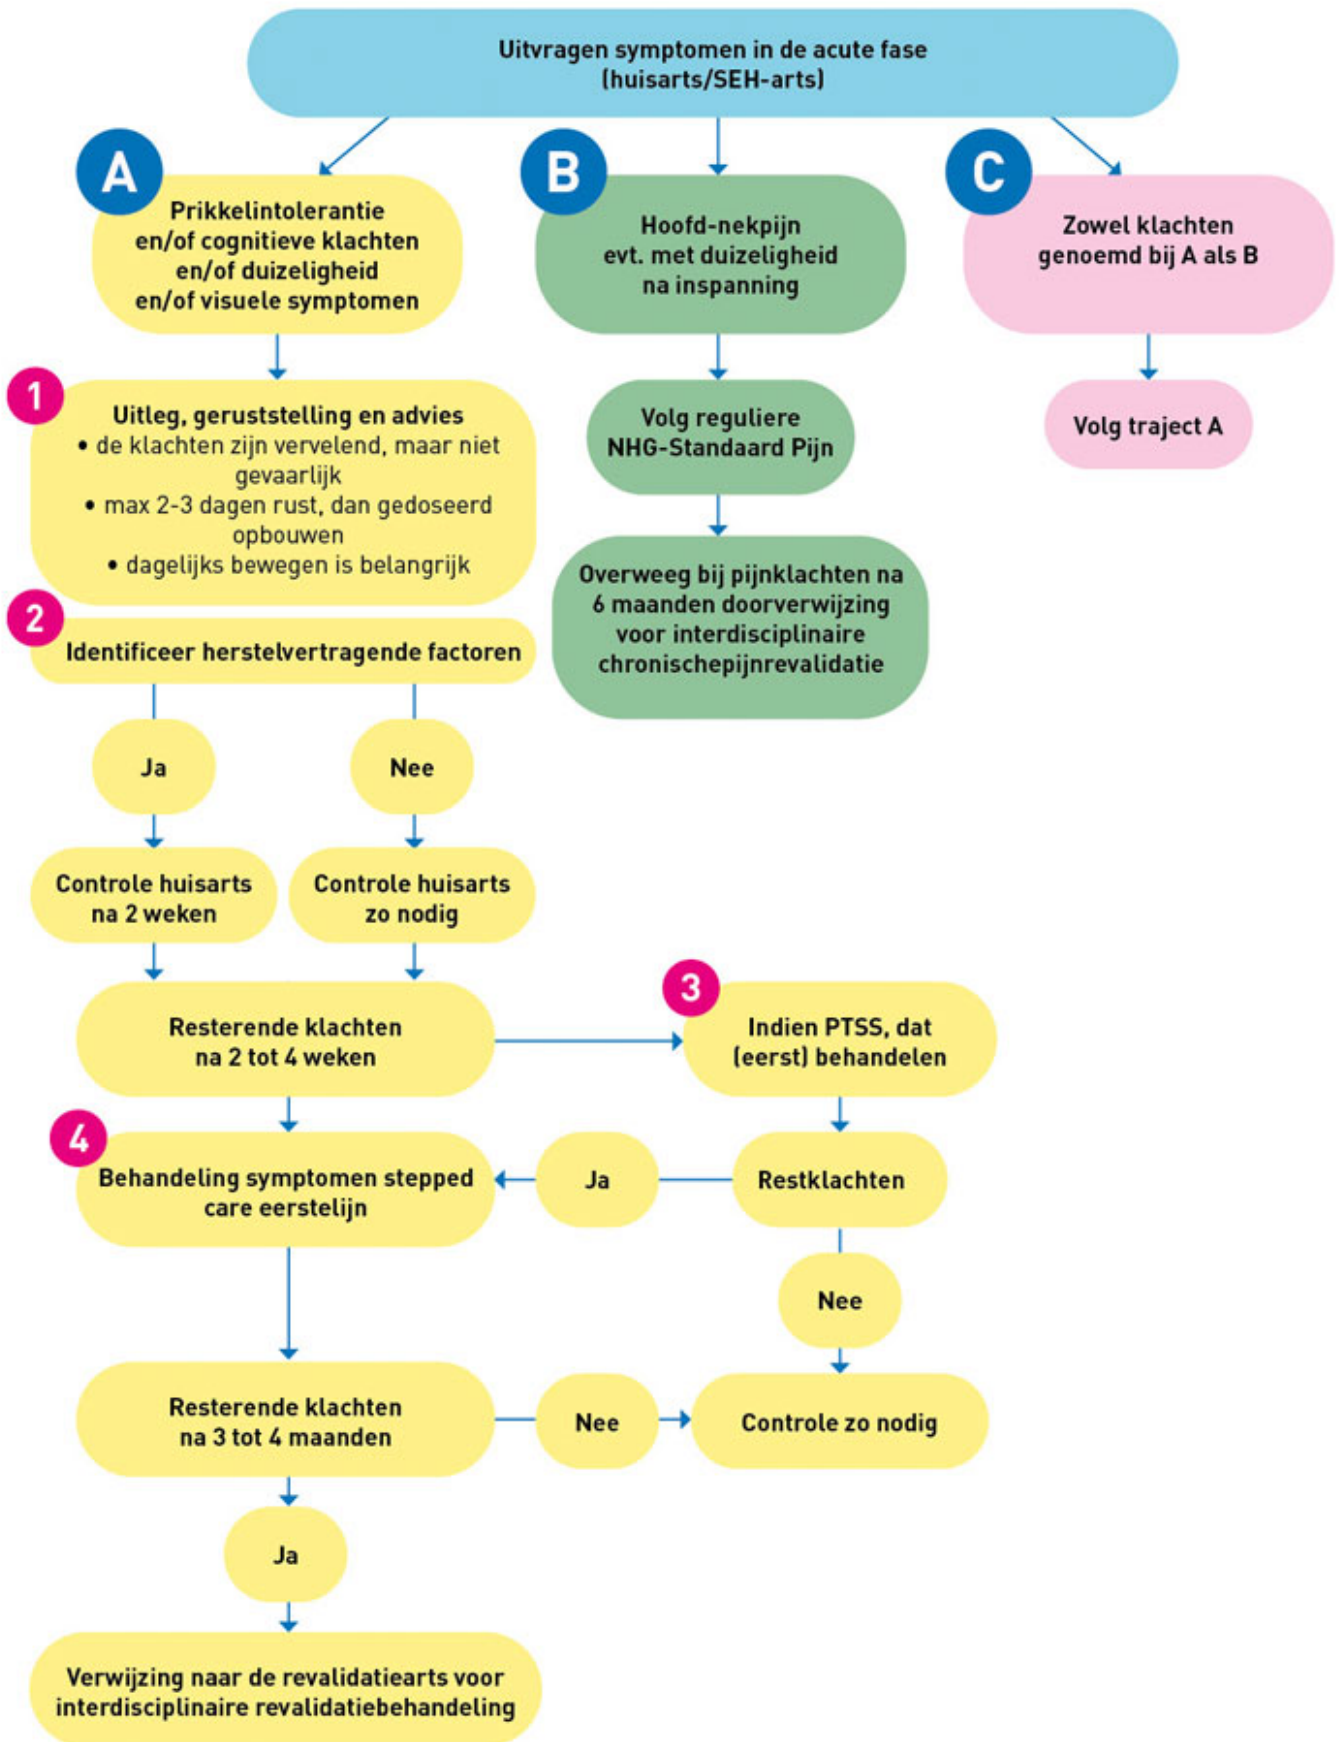 Uitvragen symptomen in de acute fase
(huisarts/SEH-arts)
A
Prikkelintolerantie
en/of cognitieve klachten
en/of duizeligheid
en/of visuele symptomen
B
Hoofd-nekpijn
evt. met duizeligheid
na inspanning
C
Zowel klachten
genoemd bij A als B
1
Uitleg, geruststelling en advies
• de klachten zijn vervelend, maar niet
gevaarlijk
• max 2-3 dagen rust, dan gedoseerd
opbouwen
• dagelijks bewegen is belangrijk
Volg reguliere
NHG-Standaard Pijn
Volg traject A
Overweeg bij pijnklachten na
6 maanden doorverwijzing
voor interdisciplinaire
chronischepijnrevalidatie
2
Identificeer herstelvertragende factoren
Ja
Nee
Controle huisarts
na 2 weken
Controle huisarts
zo nodig
Resterende klachten
na 2 tot 4 weken
3
Indien PTSS, dat
(eerst) behandelen
4
Behandeling symptomen stepped
care eerstelijn
Ja
Restklachten
Nee
Resterende klachten
na 3 tot 4 maanden
Nee
Controle zo nodig
Ja
Verwijzing naar de revalidatiearts voor
interdisciplinaire revalidatiebehandeling